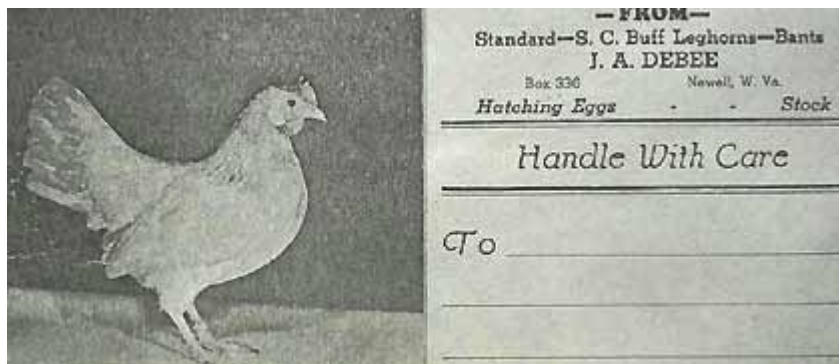 —FROM—
Standard—S. C. Buff Leghorns—Bants
J. A. DEBEE
Box 336 Newell, W. Va.
Hatching Eggs - - Stock
Handle With Care
To